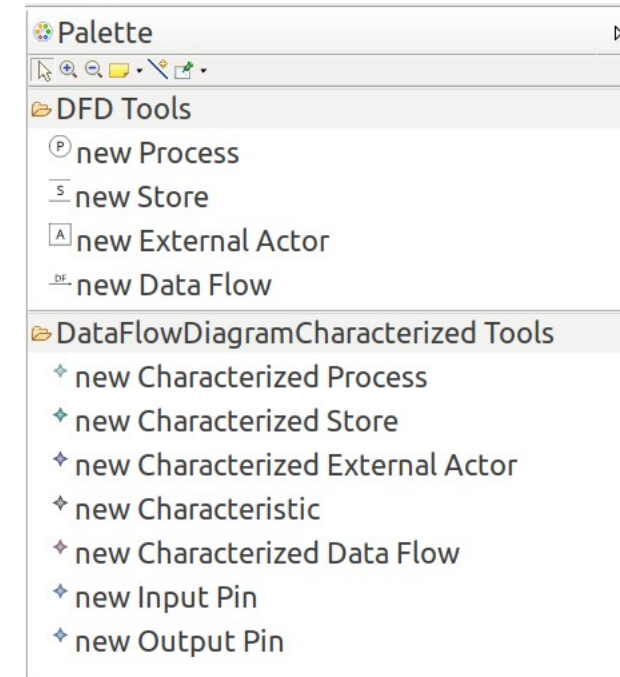 Palette
DFD Tools
P new Process
S new Store
A new External Actor
DF new Data Flow
DataFlowDiagramCharacterized Tools
new Characterized Process
new Characterized Store
new Characterized External Actor
new Characteristic
new Characterized Data Flow
new Input Pin
new Output Pin